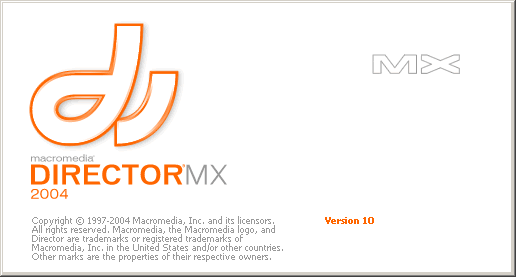 MX
macromedia®
DIRECTOR®MX
2004
Copyright © 1997-2004 Macromedia, Inc. and its licensors.
All rights reserved. Macromedia, the Macromedia logo, and
Director are trademarks or registered trademarks of
Macromedia, Inc. in the United States and/or other countries.
Other marks are the properties of their respective owners.
Version 10